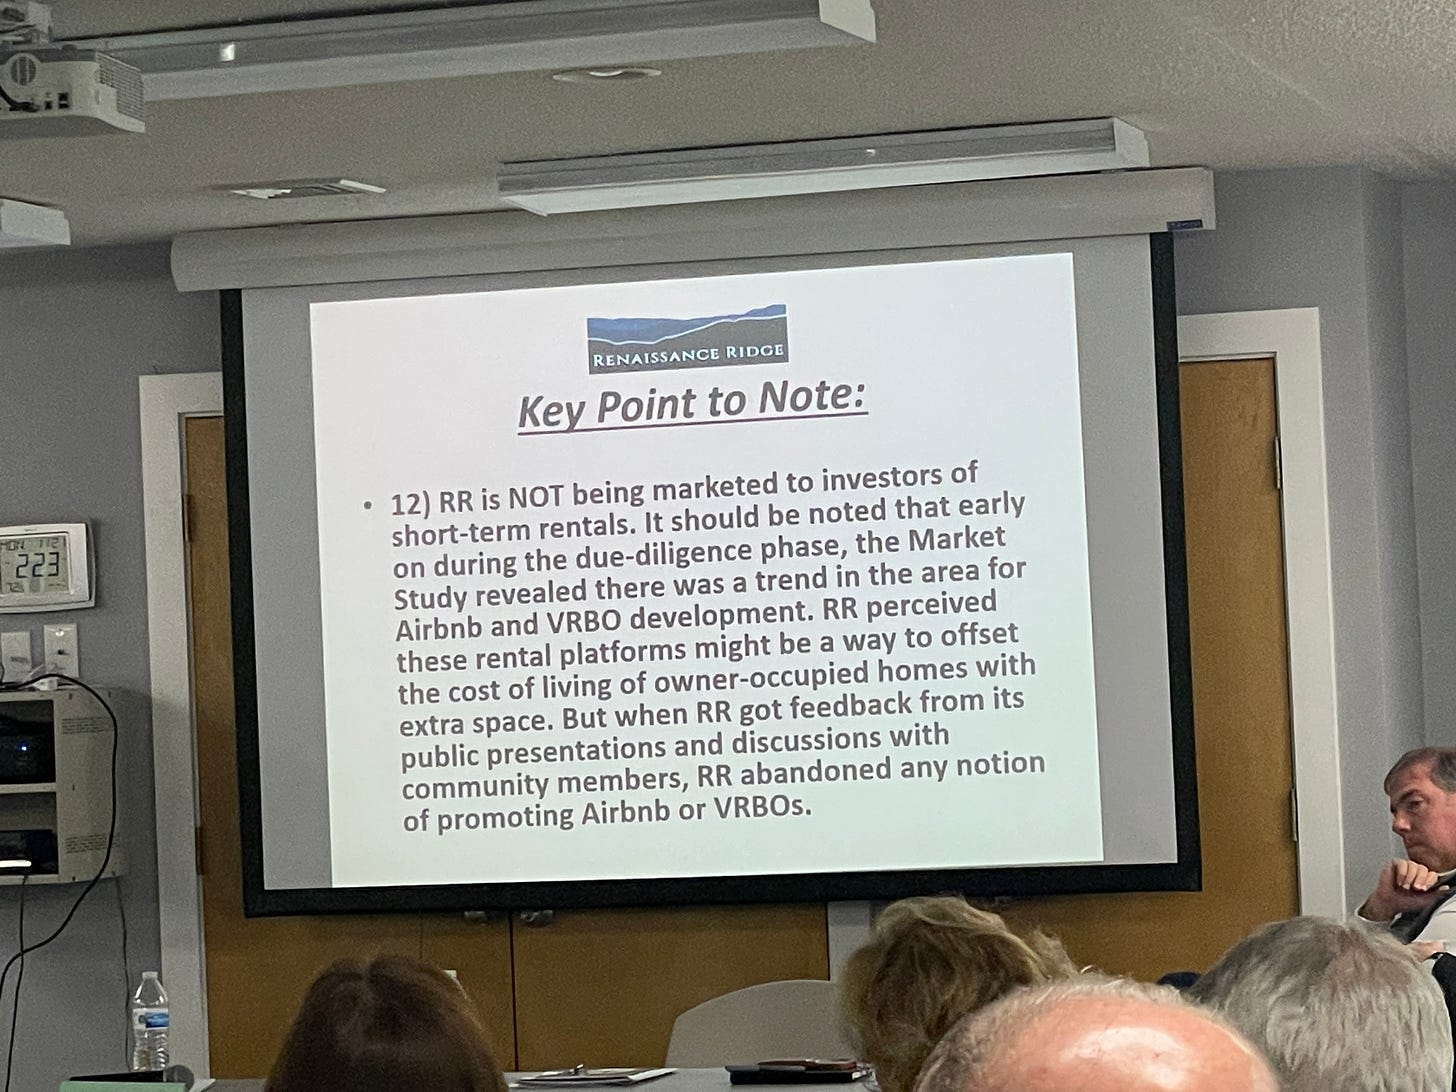 RENAISSANCE RIDGE
Key Point to Note:
• 12) RR is NOT being marketed to investors of
short-term rentals. It should be noted that early
on during the due-diligence phase, the Market
Study revealed there was a trend in the area for
Airbnb and VRBO development. RR perceived
these rental platforms might be a way to offset
the cost of living of owner-occupied homes with
extra space. But when RR got feedback from its
public presentations and discussions with
community members, RR abandoned any notion
of promoting Airbnb or VRBOs.
MON
223